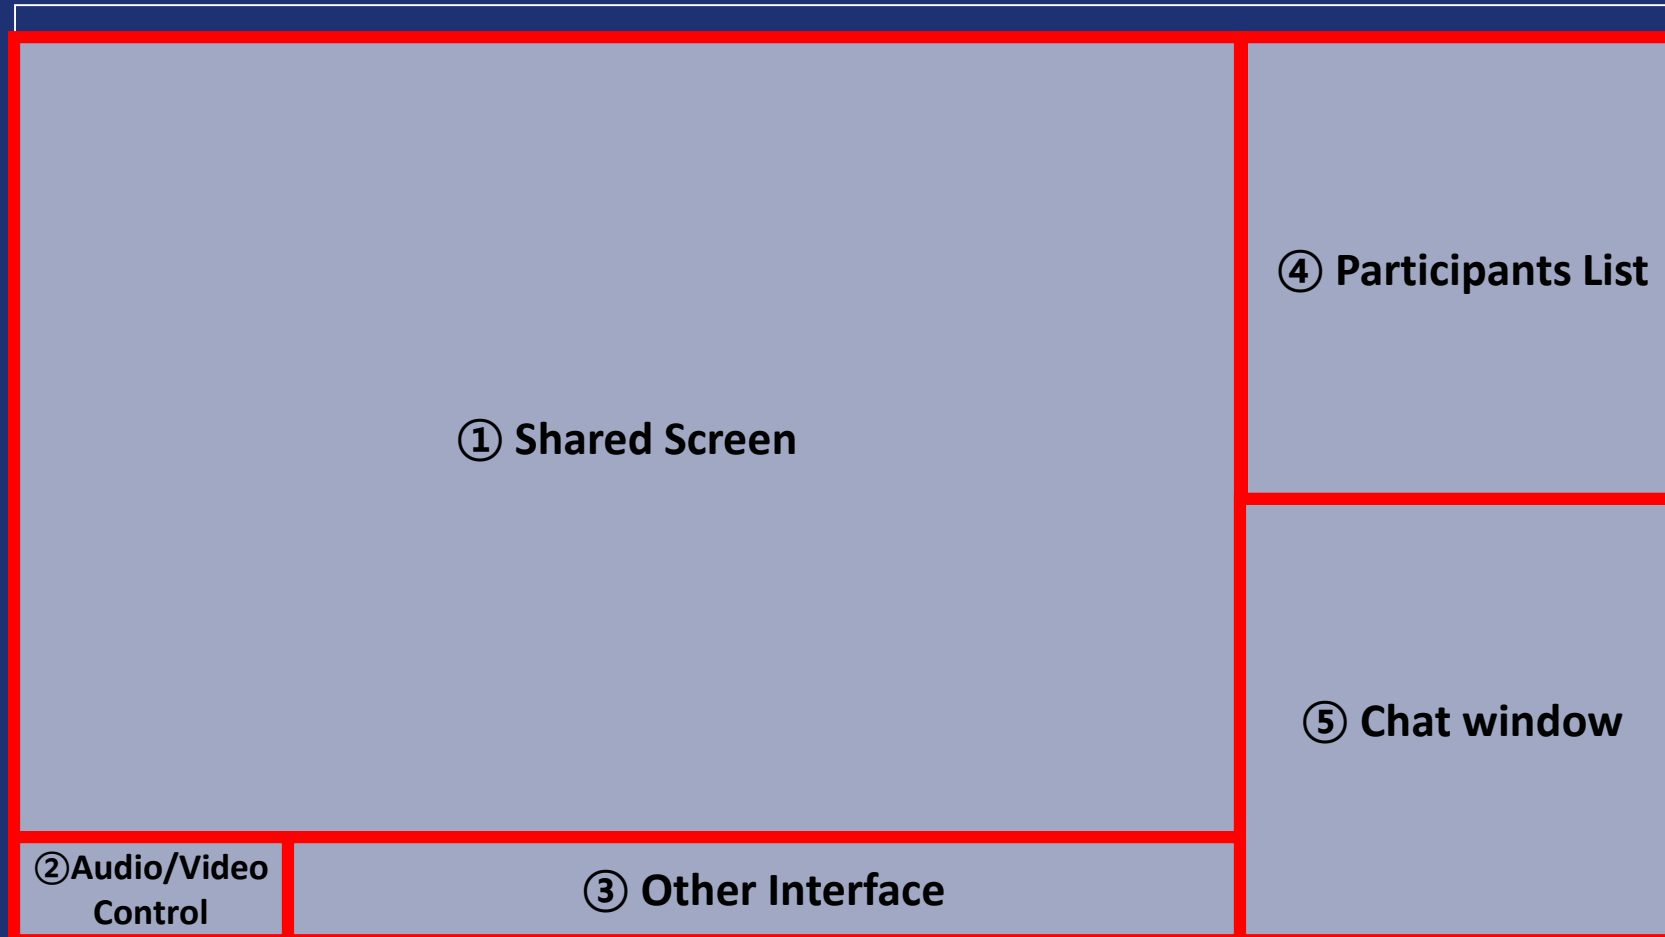 ① Shared Screen
②Audio/Video
Control
③ Other Interface
④ Participants List
⑤ Chat window